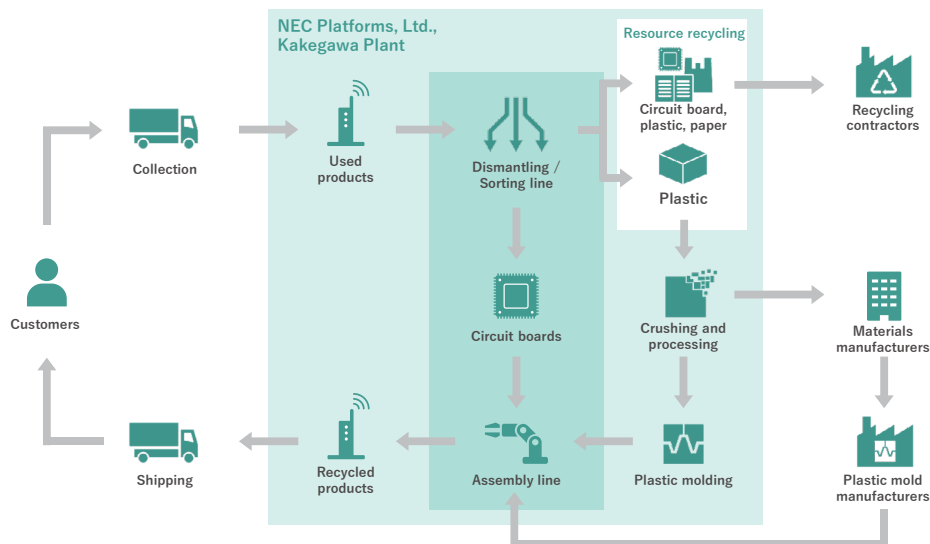 NEC Platforms, Ltd.,
Kakegawa Plant
Resource recycling
Collection
Used
products
Dismantling /
Sorting line
Circuit board,
plastic, paper
Recycling
contractors
Plastic
Customers
Circuit boards
Crushing and
processing
Materials
manufacturers
Shipping
Recycled
products
Assembly line
Plastic molding
Plastic mold
manufacturers